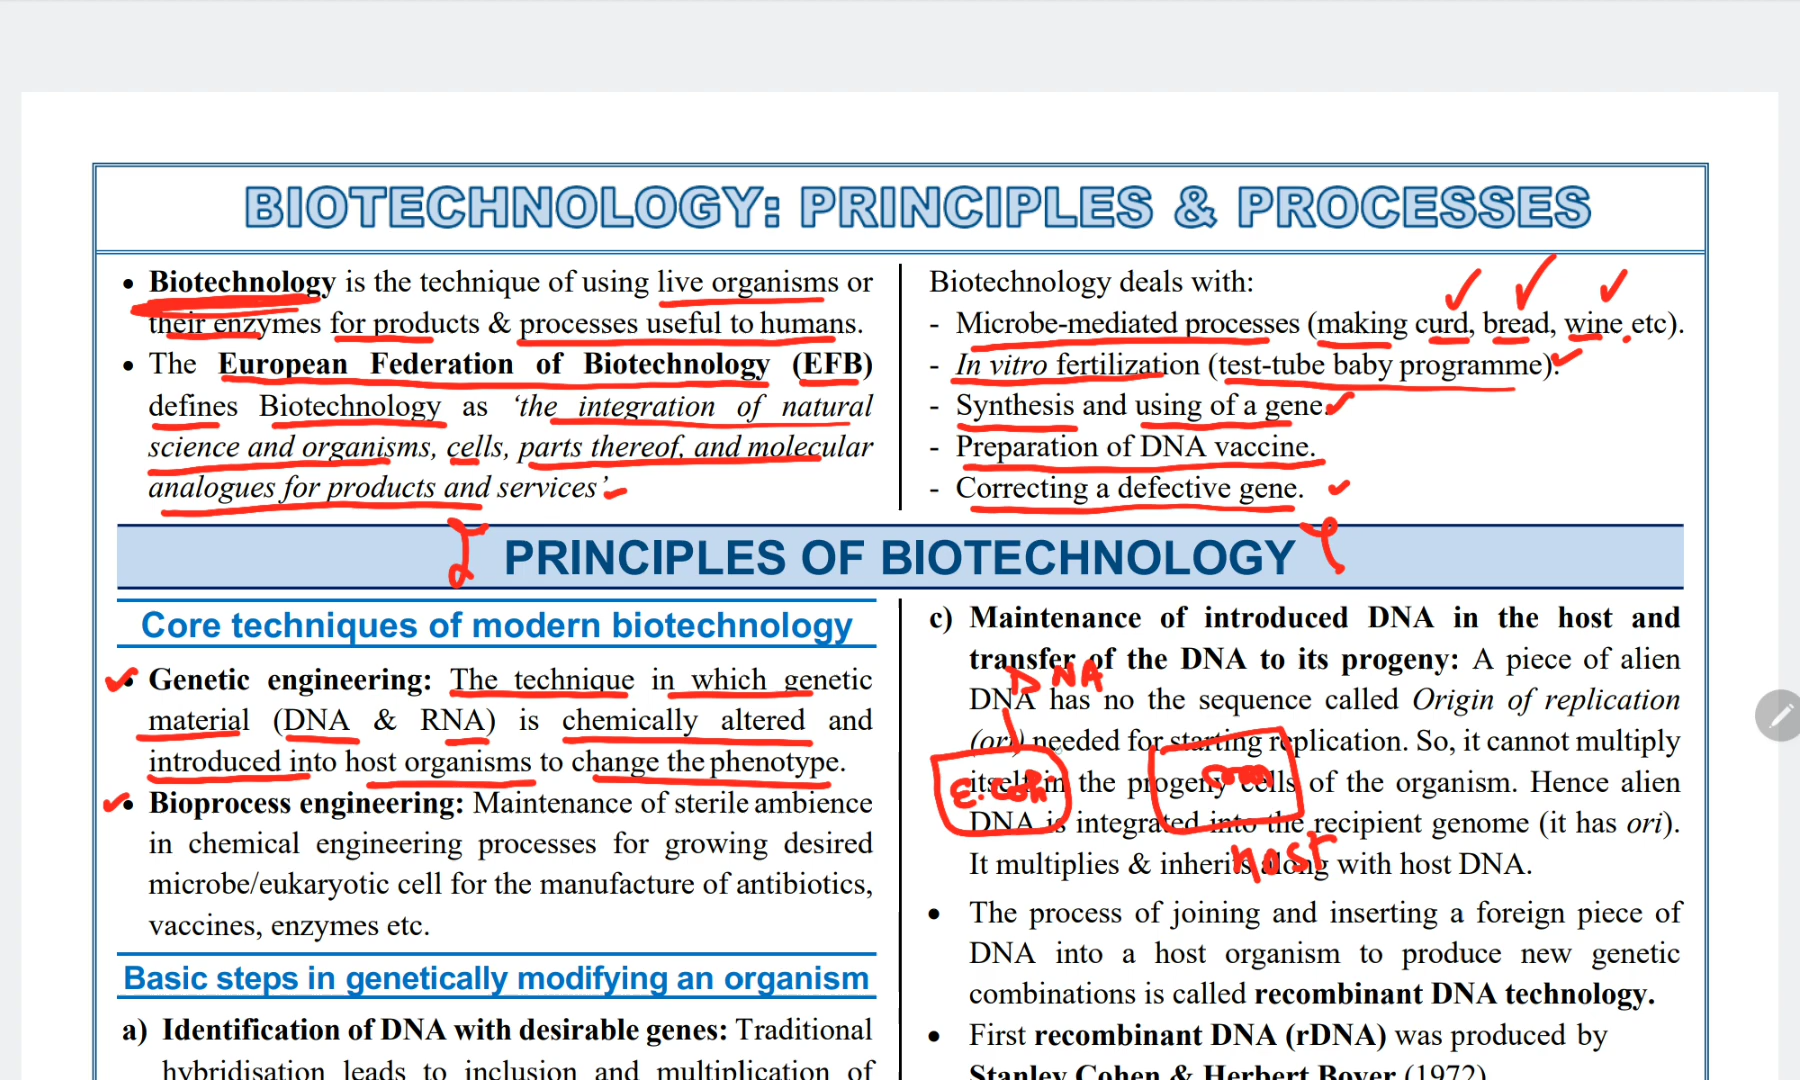 BIOTECHNOLOGY: PRINCIPLES & PROCESSES
• Biotechnology is the technique of using live organisms or
their enzymes for products & processes useful to humans.
• The European Federation of Biotechnology (EFB)
defines Biotechnology as ‘the integration of natural
science and organisms, cells, parts thereof, and molecular
analogues for products and services’
Biotechnology deals with:
- Microbe-mediated processes (making curd, bread, wine etc).
- In vitro fertilization (test-tube baby programme).
- Synthesis and using of a gene.
- Preparation of DNA vaccine.
- Correcting a defective gene.
PRINCIPLES OF BIOTECHNOLOGY
Core techniques of modern biotechnology
• Genetic engineering: The technique in which genetic
material (DNA & RNA) is chemically altered and
introduced into host organisms to change the phenotype.
• Bioprocess engineering: Maintenance of sterile ambience
in chemical engineering processes for growing desired
microbe/eukaryotic cell for the manufacture of antibiotics,
vaccines, enzymes etc.
Basic steps in genetically modifying an organism
a) Identification of DNA with desirable genes: Traditional
hybridisation leads to inclusion and multiplication of
c) Maintenance of introduced DNA in the host and
transfer of the DNA to its progeny: A piece of alien
DNA
DNA has no the sequence called Origin of replication
(ori) needed for starting replication. So, it cannot multiply
itself in the progeny cells of the organism. Hence alien
E. Coli
DNA is integrated into the recipient genome (it has ori).
It multiplies & inherits along with host DNA.
host
• The process of joining and inserting a foreign piece of
DNA into a host organism to produce new genetic
combinations is called recombinant DNA technology.
• First recombinant DNA (rDNA) was produced by
Stanley Cohen & Herbert Boyer (1972)